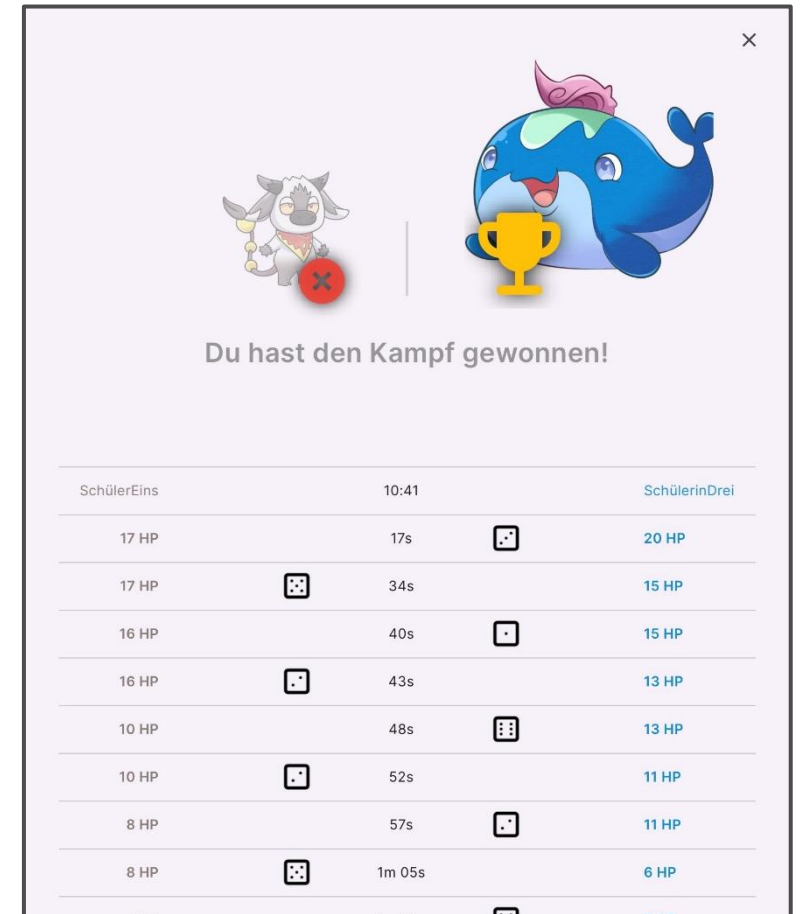 Du hast den Kampf gewonnen!
SchülerEins 10:41 SchülerinDrei
17 HP 17s 20 HP
17 HP 34s 15 HP
16 HP 40s 15 HP
16 HP 43s 13 HP
10 HP 48s 13 HP
10 HP 52s 11 HP
8 HP 57s 11 HP
8 HP 1m 05s 6 HP